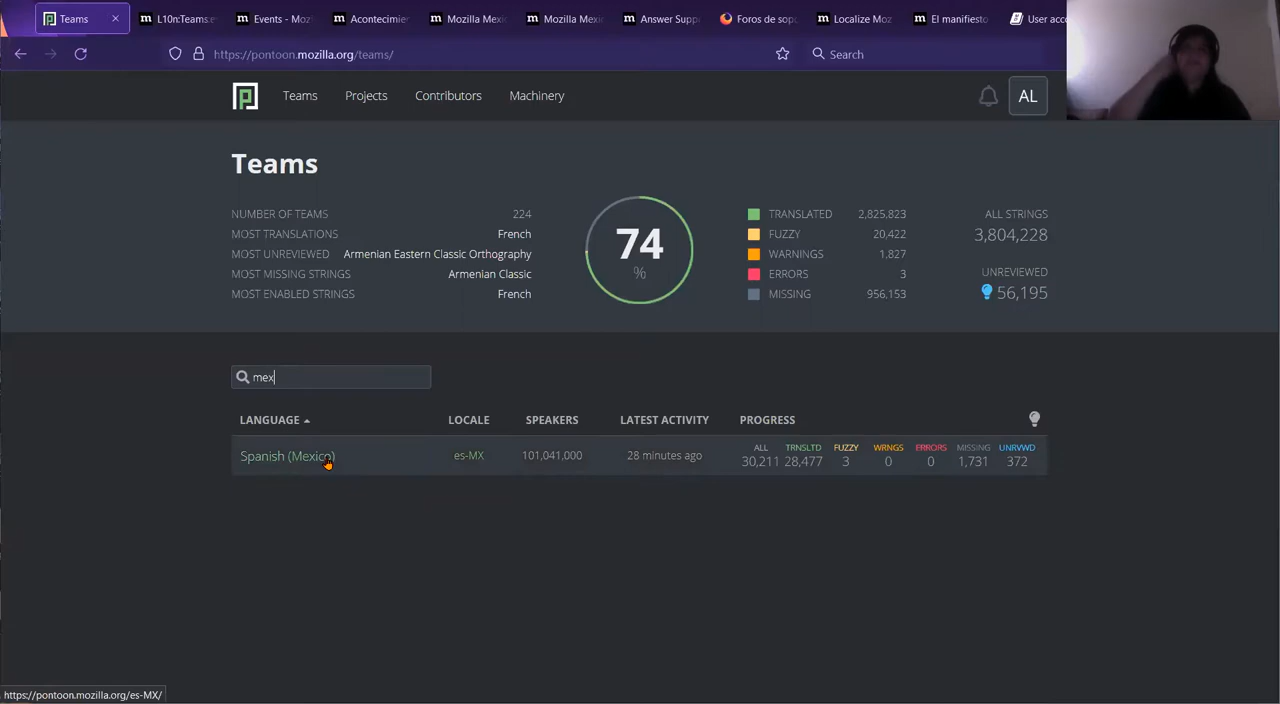 Teams
L10n:Teams:e
Events - Moz
Acontecimie
Mozilla Mexi
Mozilla Mexi
Answer Suppo
Foros de sopo
Localize Moz
El manifiesto
User acco
https://pontoon.mozilla.org/teams/
Search
Teams Projects Contributors Machinery
AL
Teams
NUMBER OF TEAMS 224
MOST TRANSLATIONS French
MOST UNREVIEWED Armenian Eastern Classic Orthography
MOST MISSING STRINGS Armenian Classic
MOST ENABLED STRINGS French
74
%
TRANSLATED 2,825,823
FUZZY 20,422
WARNINGS 1,827
ERRORS 3
MISSING 956,153
ALL STRINGS
3,804,228
UNREVIEWED
56,195
mex
LANGUAGE LOCALE SPEAKERS LATEST ACTIVITY PROGRESS
Spanish (Mexico) es-MX 101,041,000 28 minutes ago
ALL TRNSLTD FUZZY WRNGS ERRORS MISSING UNRVWD
30,211 28,477 3 0 0 1,731 372
https://pontoon.mozilla.org/es-MX/